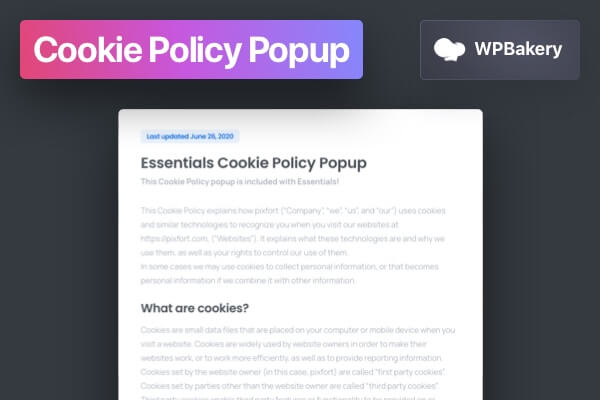 Cookie Policy Popup
WPBakery
Last updated June 26, 2020
Essentials Cookie Policy Popup
This Cookie Policy popup is included with Essentials!
This Cookie Policy explains how pixfort (“Company”, “we”, “us”, and “our”) uses cookies
and similar technologies to recognize you when you visit our websites at
https://pixfort.com, (“Websites”). It explains what these technologies are and why we
use them, as well as your rights to control our use of them.
In some cases we may use cookies to collect personal information, or that becomes
personal information if we combine it with other information.
What are cookies?
Cookies are small data files that are placed on your computer or mobile device when you
visit a website. Cookies are widely used by website owners in order to make their
websites work, or to work more efficiently, as well as to provide reporting information.
Cookies set by the website owner (in this case, pixfort) are called “first party cookies”.
Cookies set by parties other than the website owner are called “third party cookies”.